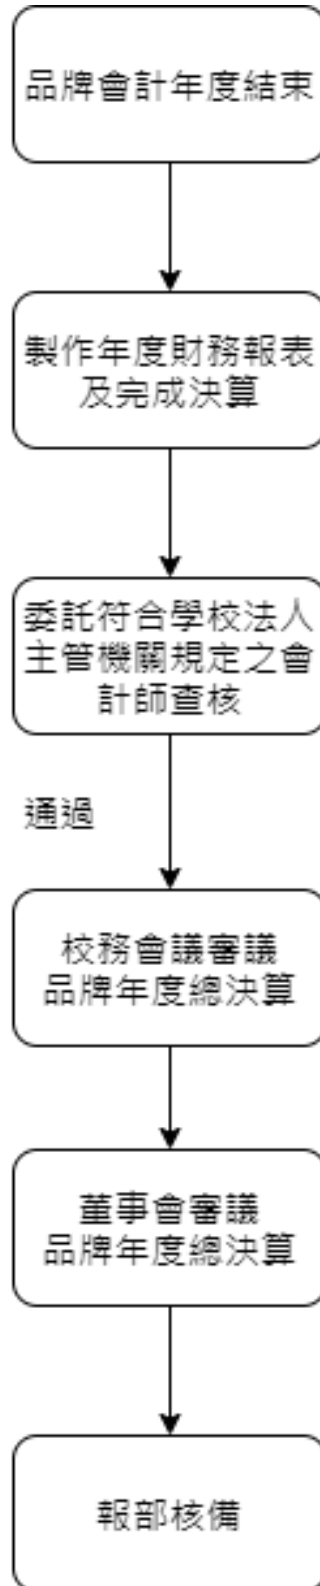 品牌會計年度結束
製作年度財務報表
及完成決算
委託符合學校法人
主管機關規定之會
計師查核
通過
校務會議審議
品牌年度總決算
董事會審議
品牌年度總決算
報部核備